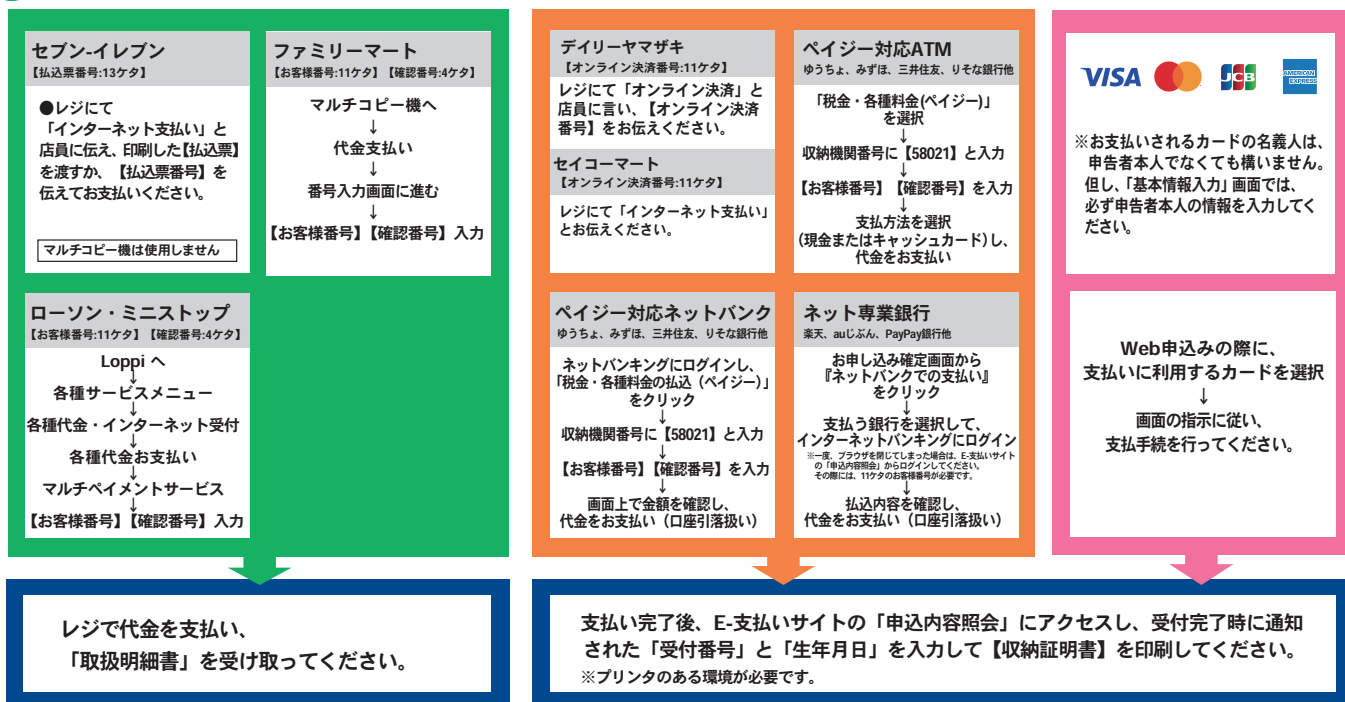 セブン-イレブン
【払込票番号:13ケタ】
●レジにて
「インターネット支払い」と
店員に伝え、印刷した【払込票】
を渡すか、【払込票番号】を
伝えてお支払いください。
マルチコピー機は使用しません
ファミリーマート
【お客様番号:11ケタ】【確認番号:4ケタ】
マルチコピー機へ
↓
代金支払い
↓
番号入力画面に進む
↓
【お客様番号】【確認番号】入力
ローソン・ミニストップ
【お客様番号:11ケタ】【確認番号:4ケタ】
Loppi へ
↓
各種サービスメニュー
↓
各種代金・インターネット受付
↓
各種代金お支払い
↓
マルチペイメントサービス
↓
【お客様番号】【確認番号】入力
デイリーヤマザキ
【オンライン決済番号:11ケタ】
レジにて「オンライン決済」と
店員に言い、【オンライン決済
番号】をお伝えください。
セイコーマート
【オンライン決済番号:11ケタ】
レジにて「インターネット支払い」
とお伝えください。
ペイジー対応ATM
ゆうちょ、みずほ、三井住友、りそな銀行他
「税金・各種料金(ペイジー)」
を選択
↓
収納機関番号に【58021】と入力
↓
【お客様番号】【確認番号】を入力
↓
支払方法を選択
(現金またはキャッシュカード)し、
代金をお支払い
ペイジー対応ネットバンク
ゆうちょ、みずほ、三井住友、りそな銀行他
ネットバンキングにログインし、
「税金・各種料金の払込（ペイジー）」
をクリック
↓
収納機関番号に【58021】と入力
↓
【お客様番号】【確認番号】を入力
↓
画面上で金額を確認し、
代金をお支払い（口座引落扱い）
ネット専業銀行
楽天、auじぶん、PayPay銀行他
お申し込み確定画面から
『ネットバンクでの支払い』
をクリック
↓
支払う銀行を選択して、
インターネットバンキングにログイン
※一度、ブラウザを閉じてしまった場合は、E-支払いサイト
の「申込内容照会」からログインしてください。
その際には、11ケタのお客様番号が必要です。
↓
払込内容を確認し、
代金をお支払い（口座引落扱い）
VISA
JCB
AMERICAN
EXPRESS
※お支払いされるカードの名義人は、
申告者本人でなくても構いません。
但し、「基本情報入力」画面では、
必ず申告者本人の情報を入力してく
ださい。
Web申込みの際に、
支払いに利用するカードを選択
↓
画面の指示に従い、
支払手続を行ってください。
レジで代金を支払い、
「取扱明細書」を受け取ってください。
支払い完了後、E-支払いサイトの「申込内容照会」にアクセスし、受付完了時に通知
された「受付番号」と「生年月日」を入力して【収納証明書】を印刷してください。
※プリンタのある環境が必要です。